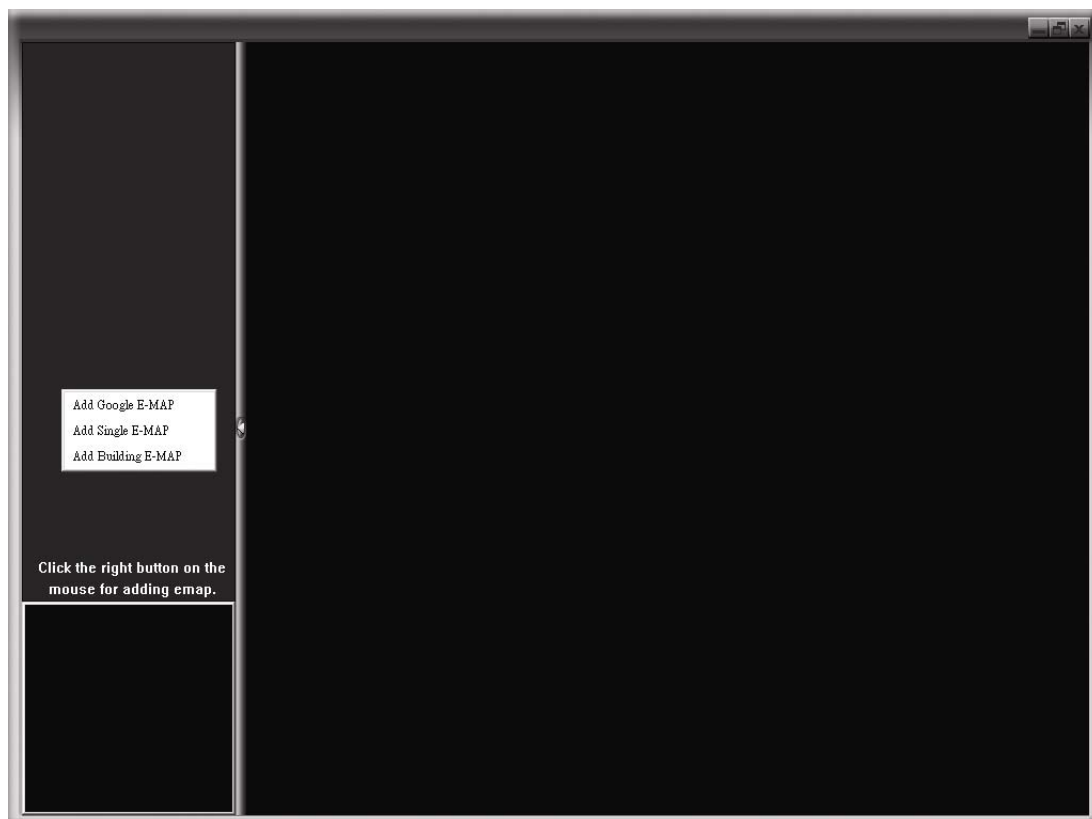 Add Google E-MAP
Add Single E-MAP
Add Building E-MAP
Click the right button on the
mouse for adding emap.